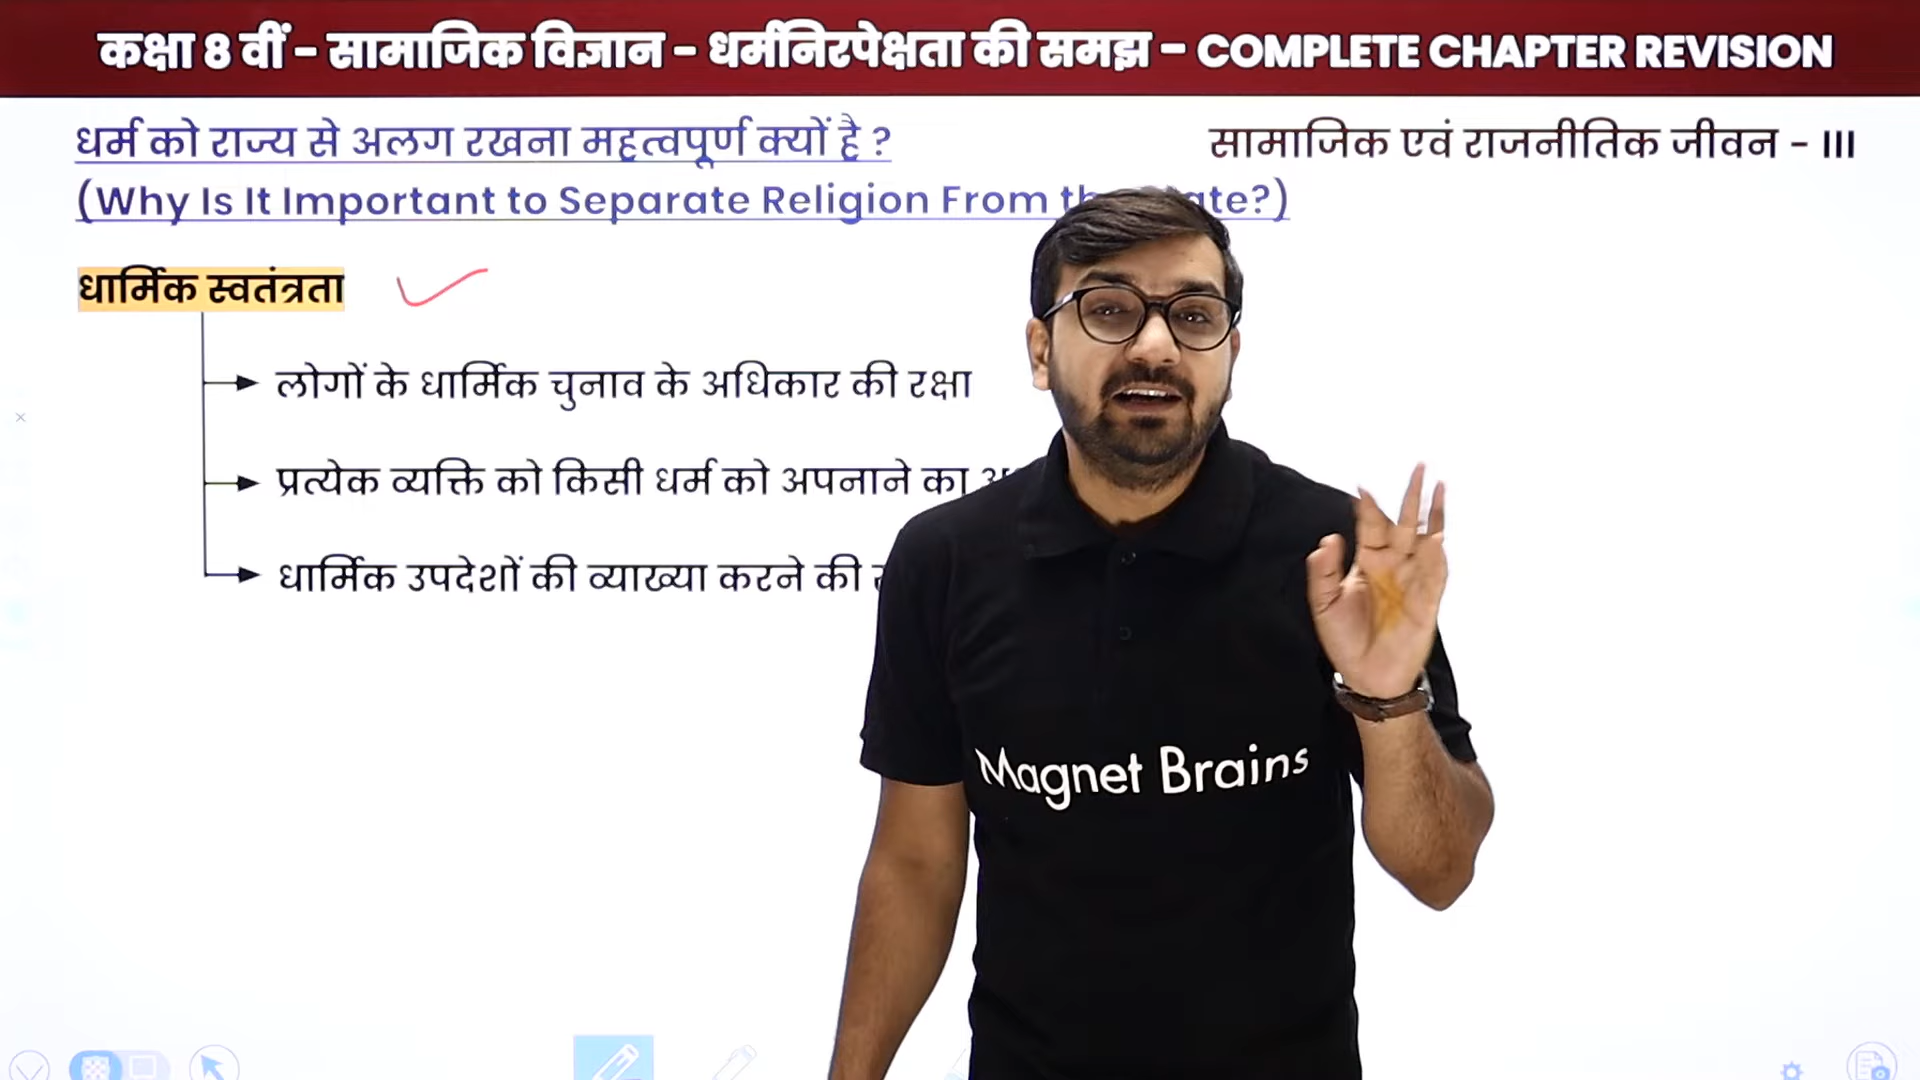 कक्षा 8 वीं - सामाजिक विज्ञान - धर्मनिरपेक्षता की समझ - COMPLETE CHAPTER REVISION
धर्म को राज्य से अलग रखना महत्वपूर्ण क्यों है ?
सामाजिक एवं राजनीतिक जीवन - III
(Why Is It Important to Separate Religion From
धार्मिक स्वतंत्रता
लोगों के धार्मिक चुनाव के अधिकार की रक्षा
प्रत्येक व्यक्ति को किसी धर्म को अपनाने का
धार्मिक उपदेशों की व्याख्या करने की
Magnet Brains